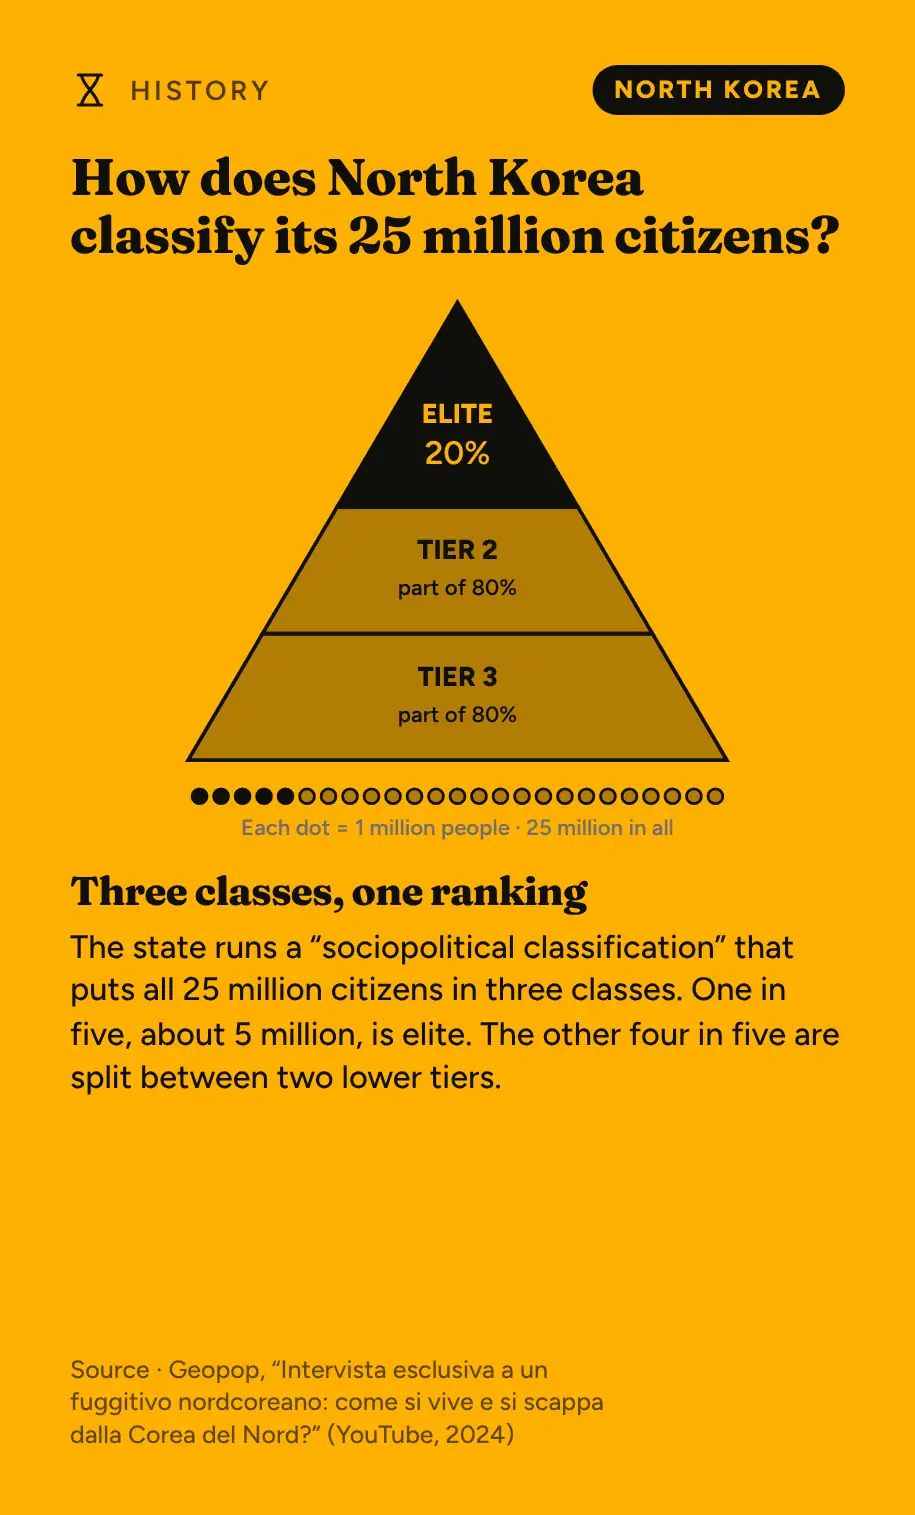 HISTORY
NORTH KOREA
How does North Korea
classify its 25 million citizens?
ELITE
20%
TIER 2
part of 80%
TIER 3
part of 80%
Each dot = 1 million people · 25 million in all
Three classes, one ranking
The state runs a “sociopolitical classification” that
puts all 25 million citizens in three classes. One in
five, about 5 million, is elite. The other four in five are
split between two lower tiers.
Source · Geopop, “Intervista esclusiva a un
fuggitivo nordcoreano: come si vive e si scappa
dalla Corea del Nord?” (YouTube, 2024)